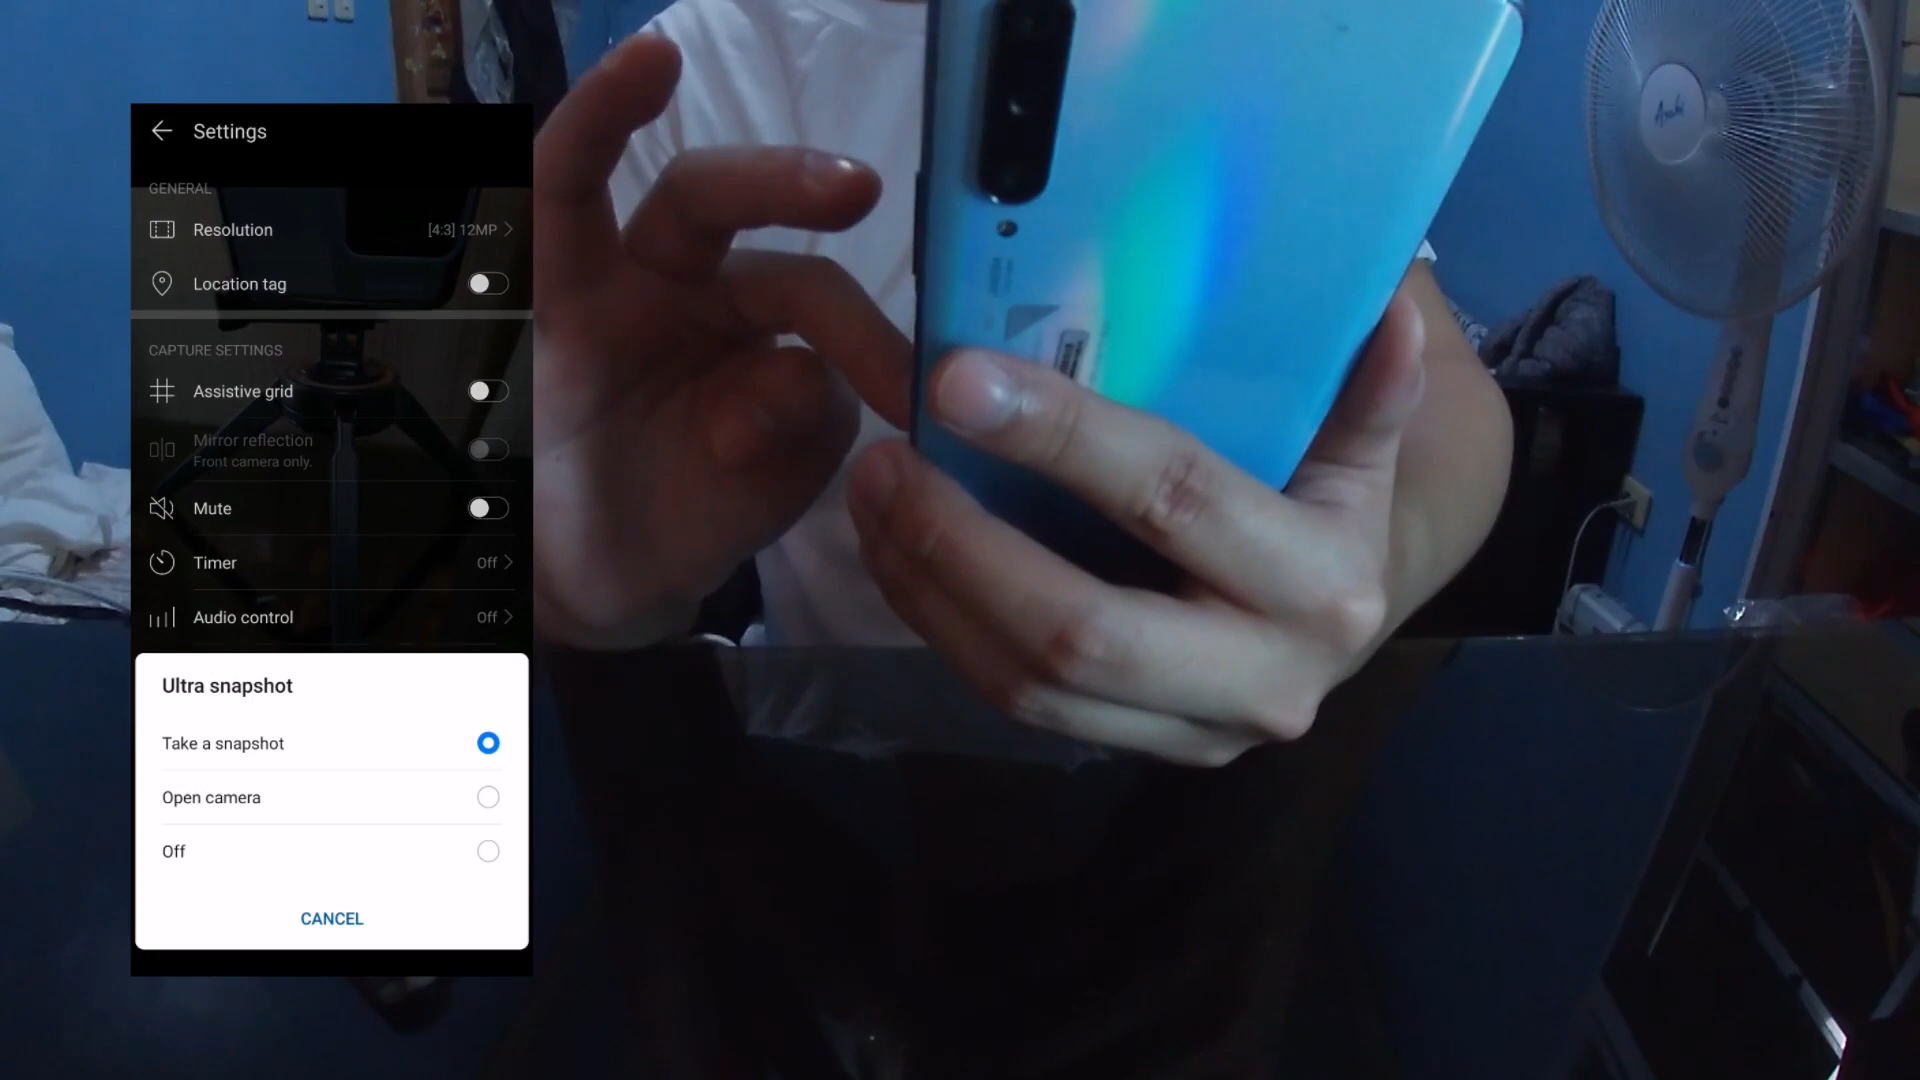 Settings
GENERAL
Resolution [4:3] 12MP
Location tag
CAPTURE SETTINGS
Assistive grid
Mirror reflection
Front camera only.
Mute
Timer Off
Audio control Off
Ultra snapshot
Take a snapshot
Open camera
Off
CANCEL
Asahi